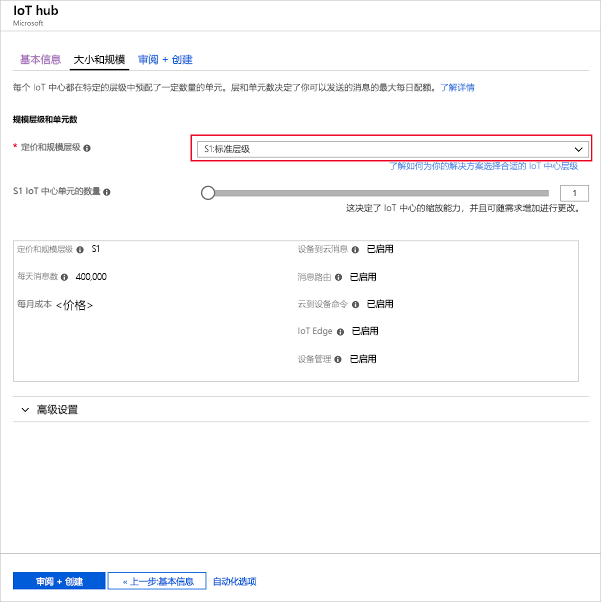 IoT hub
Microsoft
基本信息 大小和规模 审阅 + 创建
每个 IoT 中心都在特定的层级中预配了一定数量的单元。层和单元数决定了你可以发送的消息的最大每日配额。了解详情
规模层级和单元数
* 定价和规模层级 S1:标准层级
了解如何为你的解决方案选择合适的 IoT 中心层级
S1 IoT 中心单元的数量 1
这决定了 IoT 中心的缩放能力，并且可随需求增加进行更改。
定价和规模层级 S1 设备到云消息 已启用
每天消息数 400,000 消息路由 已启用
每月成本 <价格> 云到设备命令 已启用
IoT Edge 已启用
设备管理 已启用
高级设置
审阅 + 创建 « 上一步:基本信息 自动化选项